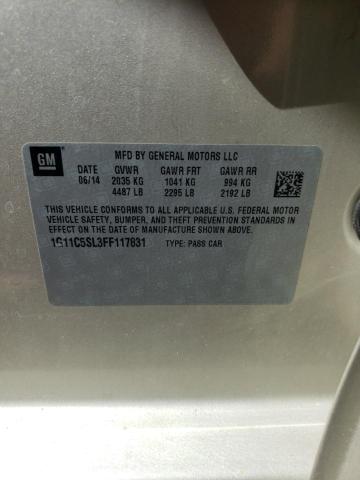 MFD BY GENERAL MOTORS LLC
GM
DATE GVWR GAWR FRT GAWR RR
06/14 2035 KG 1041 KG 994 KG
4487 LB 2295 LB 2192 LB
THIS VEHICLE CONFORMS TO ALL APPLICABLE U.S. FEDERAL MOTOR
VEHICLE SAFETY, BUMPER, AND THEFT PREVENTION STANDARDS IN
EFFECT ON THE DATE OF MANUFACTURE SHOWN ABOVE.
1G11C5SL3FF117831 TYPE: PASS CAR